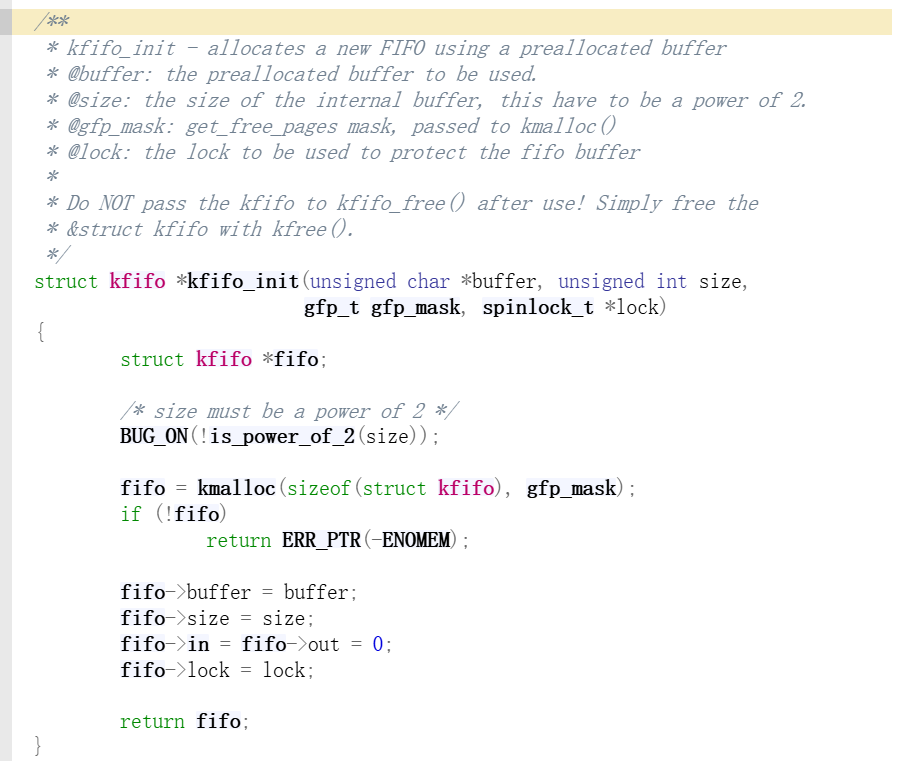 /**
 * kfifo_init - allocates a new FIFO using a preallocated buffer
 * @buffer: the preallocated buffer to be used.
 * @size: the size of the internal buffer, this have to be a power of 2.
 * @gfp_mask: get_free_pages mask, passed to kmalloc()
 * @lock: the lock to be used to protect the fifo buffer
 *
 * Do NOT pass the kfifo to kfifo_free() after use! Simply free the
 * &struct kfifo with kfree().
 */
struct kfifo *kfifo_init(unsigned char *buffer, unsigned int size,
                         gfp_t gfp_mask, spinlock_t *lock)
{
        struct kfifo *fifo;

        /* size must be a power of 2 */
        BUG_ON(!is_power_of_2(size));

        fifo = kmalloc(sizeof(struct kfifo), gfp_mask);
        if (!fifo)
                return ERR_PTR(-ENOMEM);

        fifo->buffer = buffer;
        fifo->size = size;
        fifo->in = fifo->out = 0;
        fifo->lock = lock;

        return fifo;
}